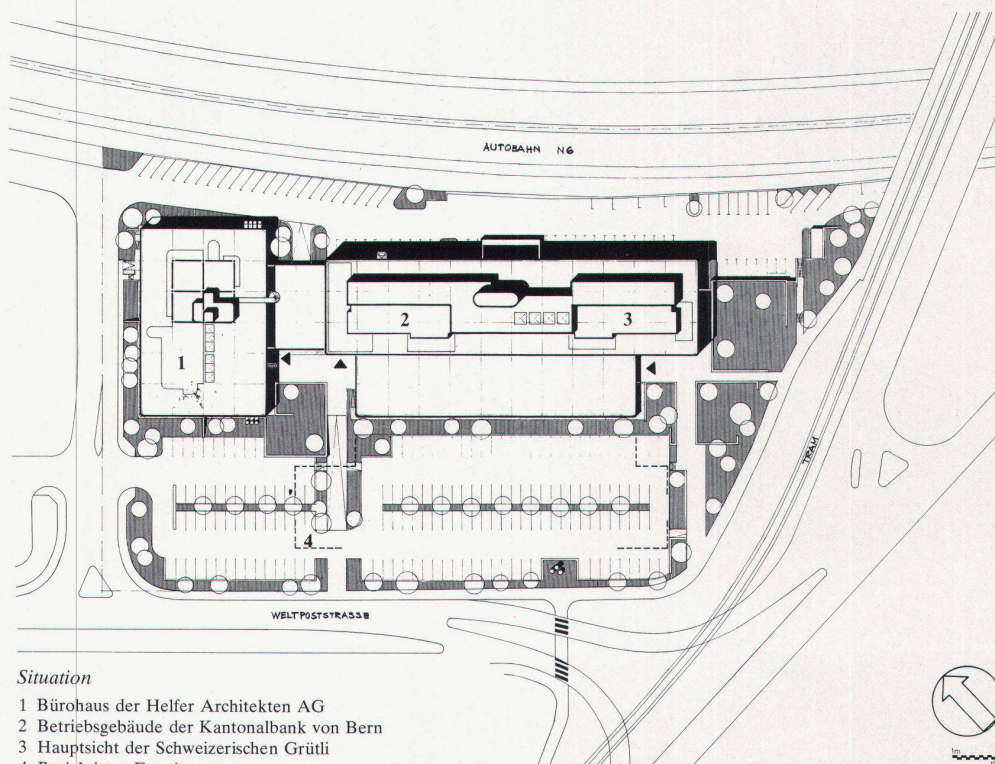 AUTOBAHN N6
1
2
3
4
TRAM
WELTPOSTSTRASSE
Situation
1 Bürohaus der Helfer Architekten AG
2 Betriebsgebäude der Kantonalbank von Bern
3 Hauptsicht der Schweizerischen Grütli
1m